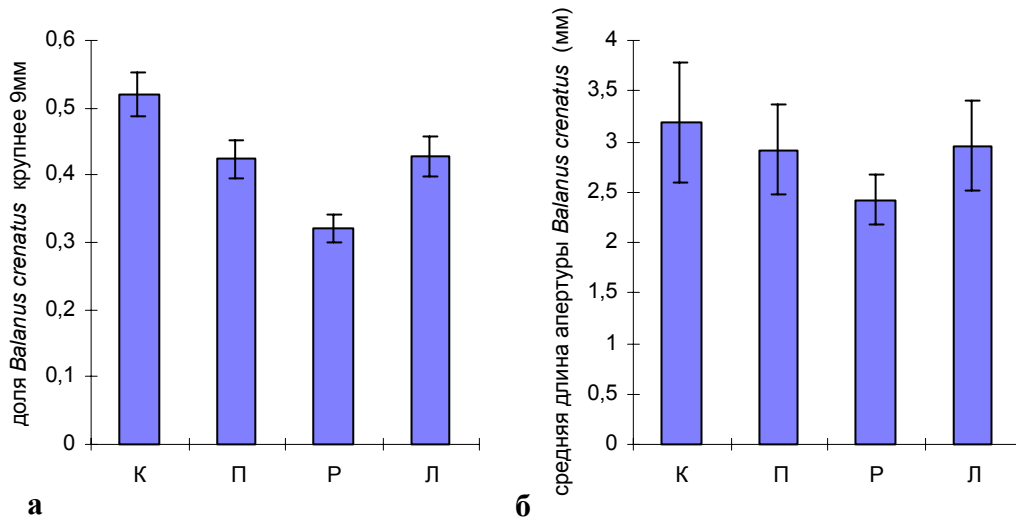 доля Balanus crenatus крупнее 9мм
0,6
0,5
0,4
0,3
0,2
0,1
0
К П Р Л
а
средняя длина апертуры Balanus crenatus (мм)
4
3,5
3
2,5
2
1,5
1
0,5
0
К П Р Л
б